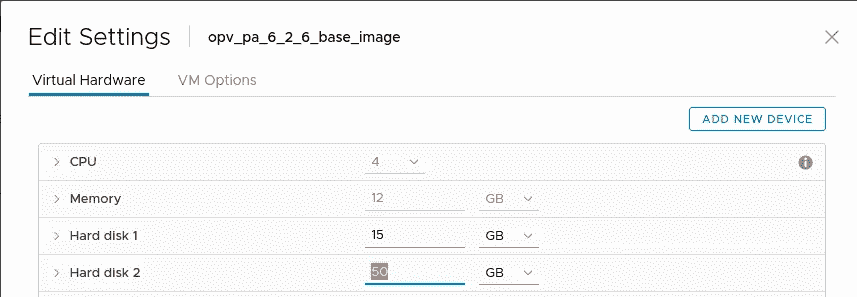 Edit Settings opv_pa_6_2_6_base_image
Virtual Hardware VM Options
ADD NEW DEVICE
CPU 4
Memory 12 GB
Hard disk 1 15 GB
Hard disk 2 50 GB